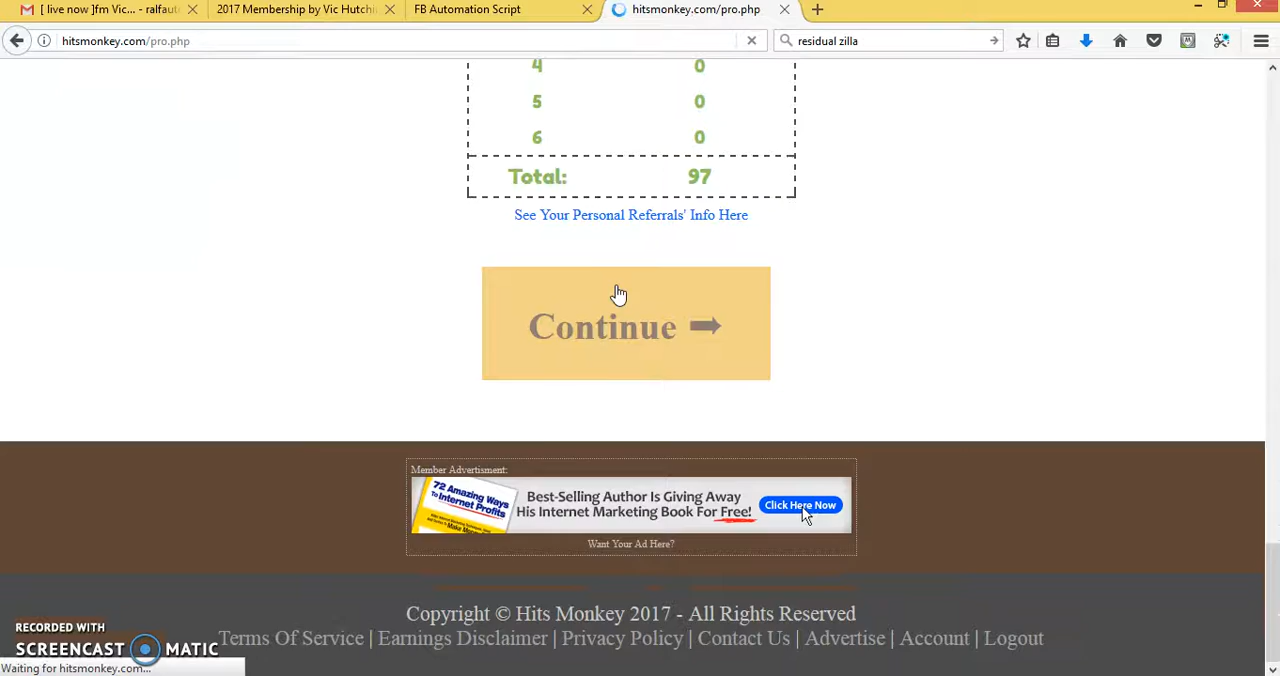 [ live now ]fm Vic... - ralfaut
2017 Membership by Vic Hutchi
FB Automation Script
hitsmonkey.com/pro.php
hitsmonkey.com/pro.php
residual zilla
4 0
5 0
6 0
Total: 97
See Your Personal Referrals' Info Here
Continue ➡
Member Advertisment:
72 Amazing Ways
To Internet Profits
Best-Selling Author Is Giving Away
His Internet Marketing Book For Free!
Click Here Now
Want Your Ad Here?
Copyright © Hits Monkey 2017 - All Rights Reserved
Terms Of Service | Earnings Disclaimer | Privacy Policy | Contact Us | Advertise | Account | Logout
RECORDED WITH
SCREENCAST MATIC
Waiting for hitsmonkey.com...